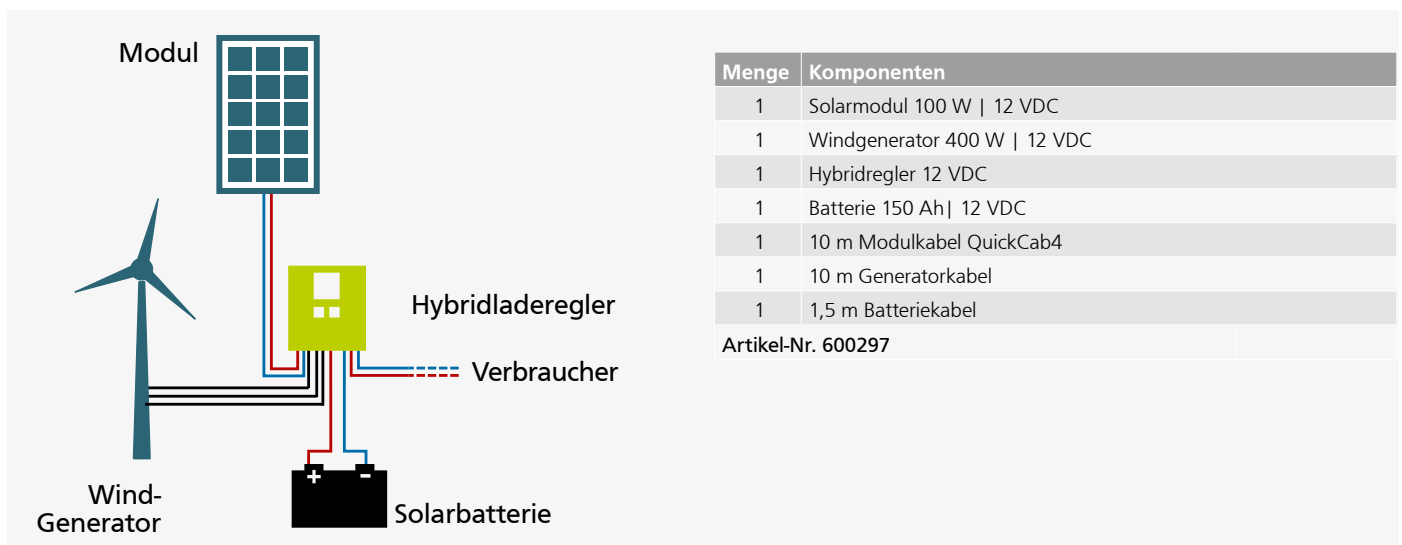 Modul
Hybridladeregler
Verbraucher
Wind-
Generator
+ -
Solarbatterie
Menge Komponenten
1 Solarmodul 100 W | 12 VDC
1 Windgenerator 400 W | 12 VDC
1 Hybridregler 12 VDC
1 Batterie 150 Ah| 12 VDC
1 10 m Modulkabel QuickCab4
1 10 m Generatorkabel
1 1,5 m Batteriekabel
Artikel-Nr. 600297